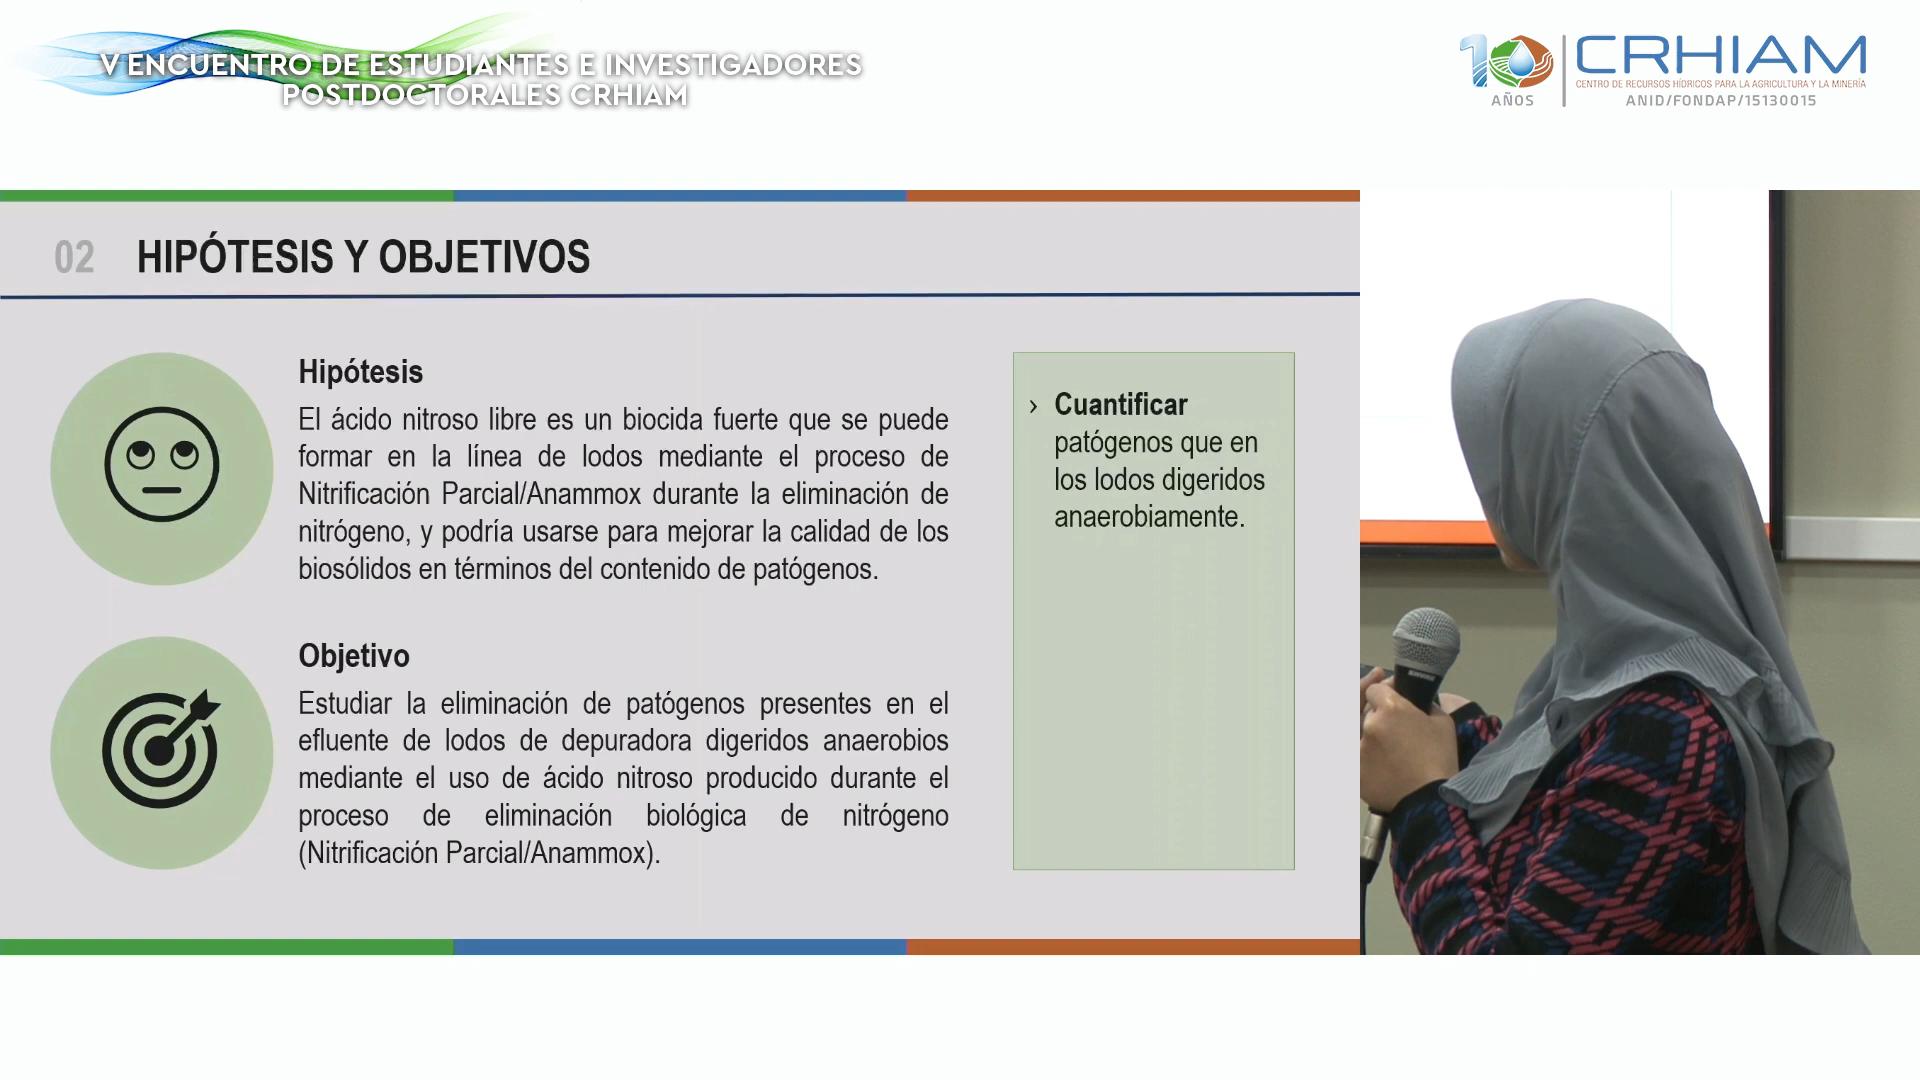 V ENCUENTRO DE ESTUDIANTES E INVESTIGADORES
POSTDOCTORALES CRHIAM
10
AÑOS
CRHIAM
CENTRO DE RECURSOS HÍDRICOS PARA LA AGRICULTURA Y LA MINERÍA
ANID/FONDAP/15130015
02 HIPÓTESIS Y OBJETIVOS
Hipótesis
El ácido nitroso libre es un biocida fuerte que se puede
formar en la línea de lodos mediante el proceso de
Nitrificación Parcial/Anammox durante la eliminación de
nitrógeno, y podría usarse para mejorar la calidad de los
biosólidos en términos del contenido de patógenos.
Objetivo
Estudiar la eliminación de patógenos presentes en el
efluente de lodos de depuradora digeridos anaerobios
mediante el uso de ácido nitroso producido durante el
proceso de eliminación biológica de nitrógeno
(Nitrificación Parcial/Anammox).
› Cuantificar
patógenos que en
los lodos digeridos
anaerobiamente.